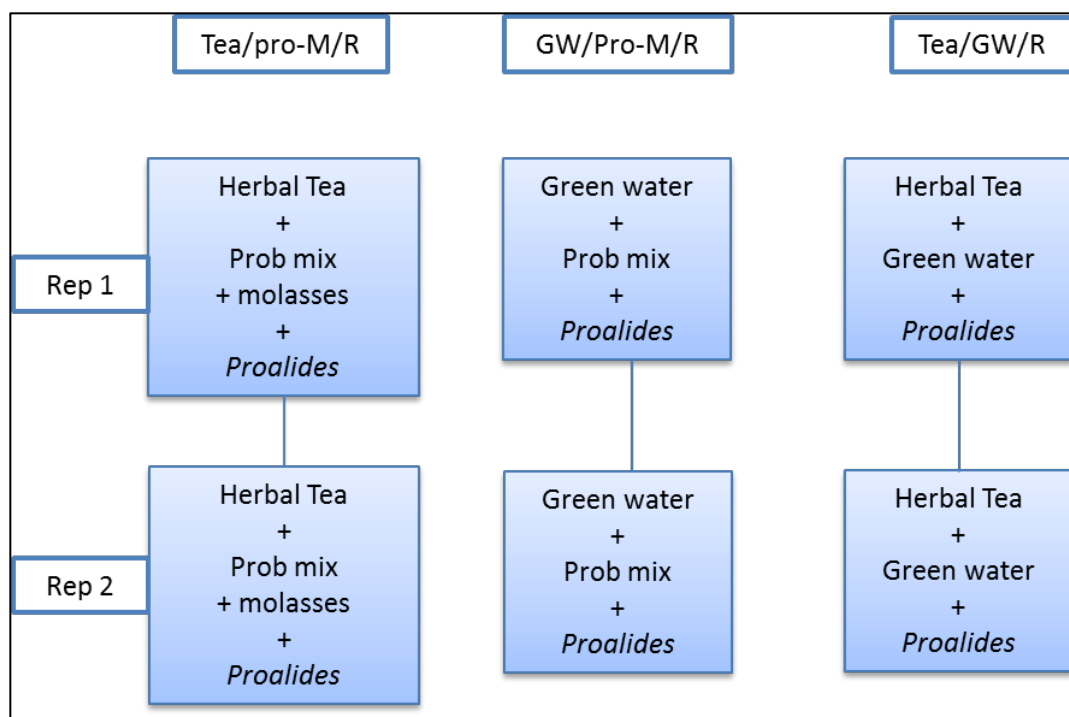 Tea/pro-M/R
GW/Pro-M/R
Tea/GW/R
Rep 1
Herbal Tea
+
Prob mix
+ molasses
+
Proalides
Green water
+
Prob mix
+
Proalides
Herbal Tea
+
Green water
+
Proalides
Rep 2
Herbal Tea
+
Prob mix
+ molasses
+
Proalides
Green water
+
Prob mix
+
Proalides
Herbal Tea
+
Green water
+
Proalides